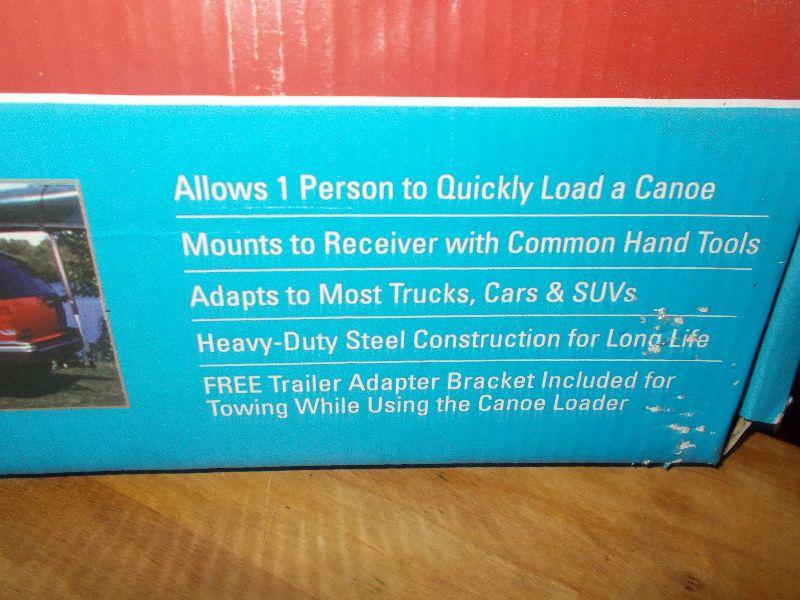 Allows 1 Person to Quickly Load a Canoe
Mounts to Receiver with Common Hand Tools
Adapts to Most Trucks, Cars & SUVs
Heavy-Duty Steel Construction for Long Life
FREE Trailer Adapter Bracket Included for
Towing While Using the Canoe Loader